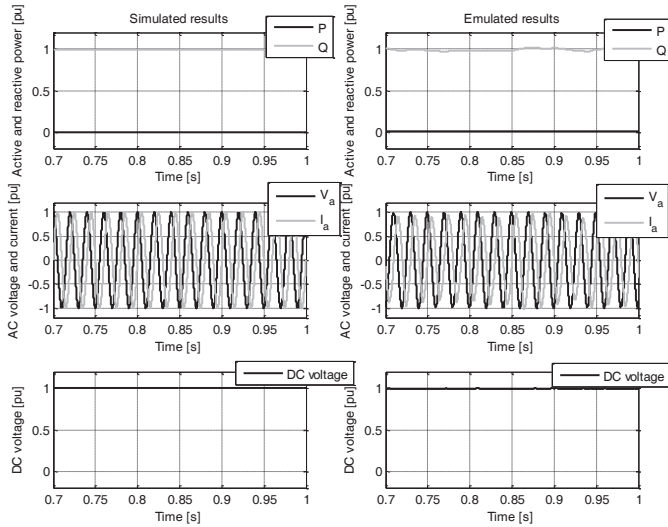 Simulated results
Active and reactive power [pu]
1
0.5
0
P
Q
0.7 0.75 0.8 0.85 0.9 0.95 1
Time [s]
Emulated results
Active and reactive power [pu]
1
0.5
0
P
Q
0.7 0.75 0.8 0.85 0.9 0.95 1
Time [s]
AC voltage and current [pu]
1
0.5
0
-0.5
-1
V_a
I_a
0.7 0.75 0.8 0.85 0.9 0.95 1
Time [s]
AC voltage and current [pu]
1
0.5
0
-0.5
-1
V_a
I_a
0.7 0.75 0.8 0.85 0.9 0.95 1
Time [s]
DC voltage [pu]
1
0.5
0
DC voltage
0.7 0.75 0.8 0.85 0.9 0.95 1
Time [s]
DC voltage [pu]
1
0.5
0
DC voltage
0.7 0.75 0.8 0.85 0.9 0.95 1
Time [s]